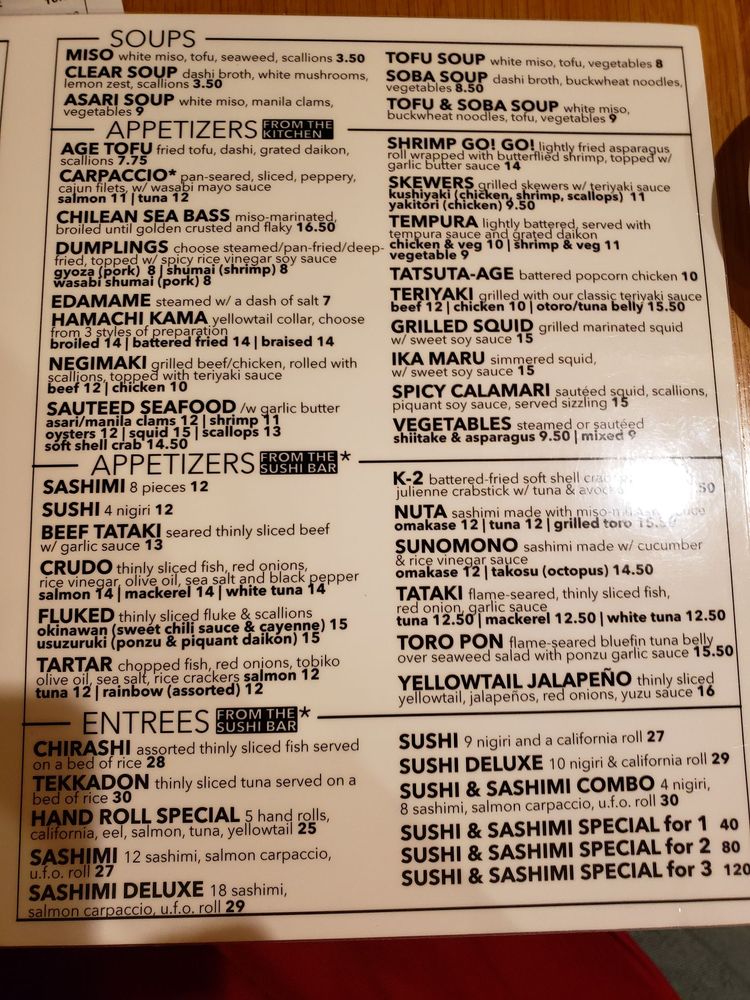 SOUPS
MISO white miso, tofu, seaweed, scallions 3.50
CLEAR SOUP dashi broth, white mushrooms,
lemon zest, scallions 3.50
ASARI SOUP white miso, manila clams,
vegetables 9
TOFU SOUP white miso, tofu, vegetables 8
SOBA SOUP dashi broth, buckwheat noodles,
vegetables 8.50
TOFU & SOBA SOUP white miso,
buckwheat noodles, tofu, vegetables 9
APPETIZERS FROM THE KITCHEN
AGE TOFU fried tofu, dashi, grated daikon,
scallions 7.75
CARPACCIO* pan-seared, sliced, peppery,
cajun filets, w/ wasabi mayo sauce
salmon 11 | tuna 12
CHILEAN SEA BASS miso-marinated,
broiled until golden crusted and flaky 16.50
DUMPLINGS choose steamed/pan-fried/deep-
fried, topped w/ spicy rice vinegar soy sauce
gyoza (pork) 8 | shumai (shrimp) 8
wasabi shumai (pork) 8
EDAMAME steamed w/ a dash of salt 7
HAMACHI KAMA yellowtail collar, choose
from 3 styles of preparation
broiled 14 | battered fried 14 | braised 14
NEGIMAKI grilled beef/chicken, rolled with
scallions, topped with teriyaki sauce
beef 12 | chicken 10
SAUTEED SEAFOOD /w garlic butter
asari/manila clams 12 | shrimp 11
oysters 12 | squid 15 | scallops 13
soft shell crab 14.50
SHRIMP GO! GO! lightly fried asparagus
roll wrapped with butterflied shrimp, topped w/
garlic butter sauce 14
SKEWERS grilled skewers w/ teriyaki sauce
kushiyaki (chicken, shrimp, scallops) 11
yakitori (chicken) 9.50
TEMPURA lightly battered, served with
tempura sauce and grated daikon
chicken & veg 10 | shrimp & veg 11
vegetable 9
TATSUTA-AGE battered popcorn chicken 10
TERIYAKI grilled with our classic teriyaki sauce
beef 12 | chicken 10 | otoro/tuna belly 15.50
GRILLED SQUID grilled marinated squid
w/ sweet soy sauce 15
IKA MARU simmered squid,
w/ sweet soy sauce 15
SPICY CALAMARI sautéed squid, scallions,
piquant soy sauce, served sizzling 15
VEGETABLES steamed or sautéed
shiitake & asparagus 9.50 | mixed 9
APPETIZERS FROM THE SUSHI BAR *
SASHIMI 8 pieces 12
SUSHI 4 nigiri 12
BEEF TATAKI seared thinly sliced beef
w/ garlic sauce 13
CRUDO thinly sliced fish, red onions,
rice vinegar, olive oil, sea salt and black pepper
salmon 14 | mackerel 14 | white tuna 14
FLUKED thinly sliced fluke & scallions
okinawan (sweet chili sauce & cayenne) 15
usuzuruki (ponzu & piquant daikon) 15
TARTAR chopped fish, red onions, tobiko
olive oil, sea salt, rice crackers salmon 12
tuna 12 | rainbow (assorted) 12
K-2 battered-fried soft shell
julienne crabstick w/ tuna &
NUTA sashimi made with sauce
omakase 12 | tuna 12 | grilled toro 15.50
SUNOMONO sashimi made w/ cucumber
& rice vinegar sauce
omakase 12 | takosu (octopus) 14.50
TATAKI flame-seared, thinly sliced fish,
red onion, garlic sauce
tuna 12.50 | mackerel 12.50 | white tuna 12.50
TORO PON flame-seared bluefin tuna belly
over seaweed salad with ponzu garlic sauce 15.50
YELLOWTAIL JALAPEÑO thinly sliced
yellowtail, jalapeños, red onions, yuzu sauce 16
ENTREES FROM THE SUSHI BAR *
CHIRASHI assorted thinly sliced fish served
on a bed of rice 28
TEKKADON thinly sliced tuna served on a
bed of rice 30
HAND ROLL SPECIAL 5 hand rolls,
california, eel, salmon, tuna, yellowtail 25
SASHIMI 12 sashimi, salmon carpaccio,
u.f.o. roll 27
SASHIMI DELUXE 18 sashimi,
salmon carpaccio, u.f.o. roll 29
SUSHI 9 nigiri and a california roll 27
SUSHI DELUXE 10 nigiri & california roll 29
SUSHI & SASHIMI COMBO 4 nigiri,
8 sashimi, salmon carpaccio, u.f.o. roll 30
SUSHI & SASHIMI SPECIAL for 1 40
SUSHI & SASHIMI SPECIAL for 2 80
SUSHI & SASHIMI SPECIAL for 3 120